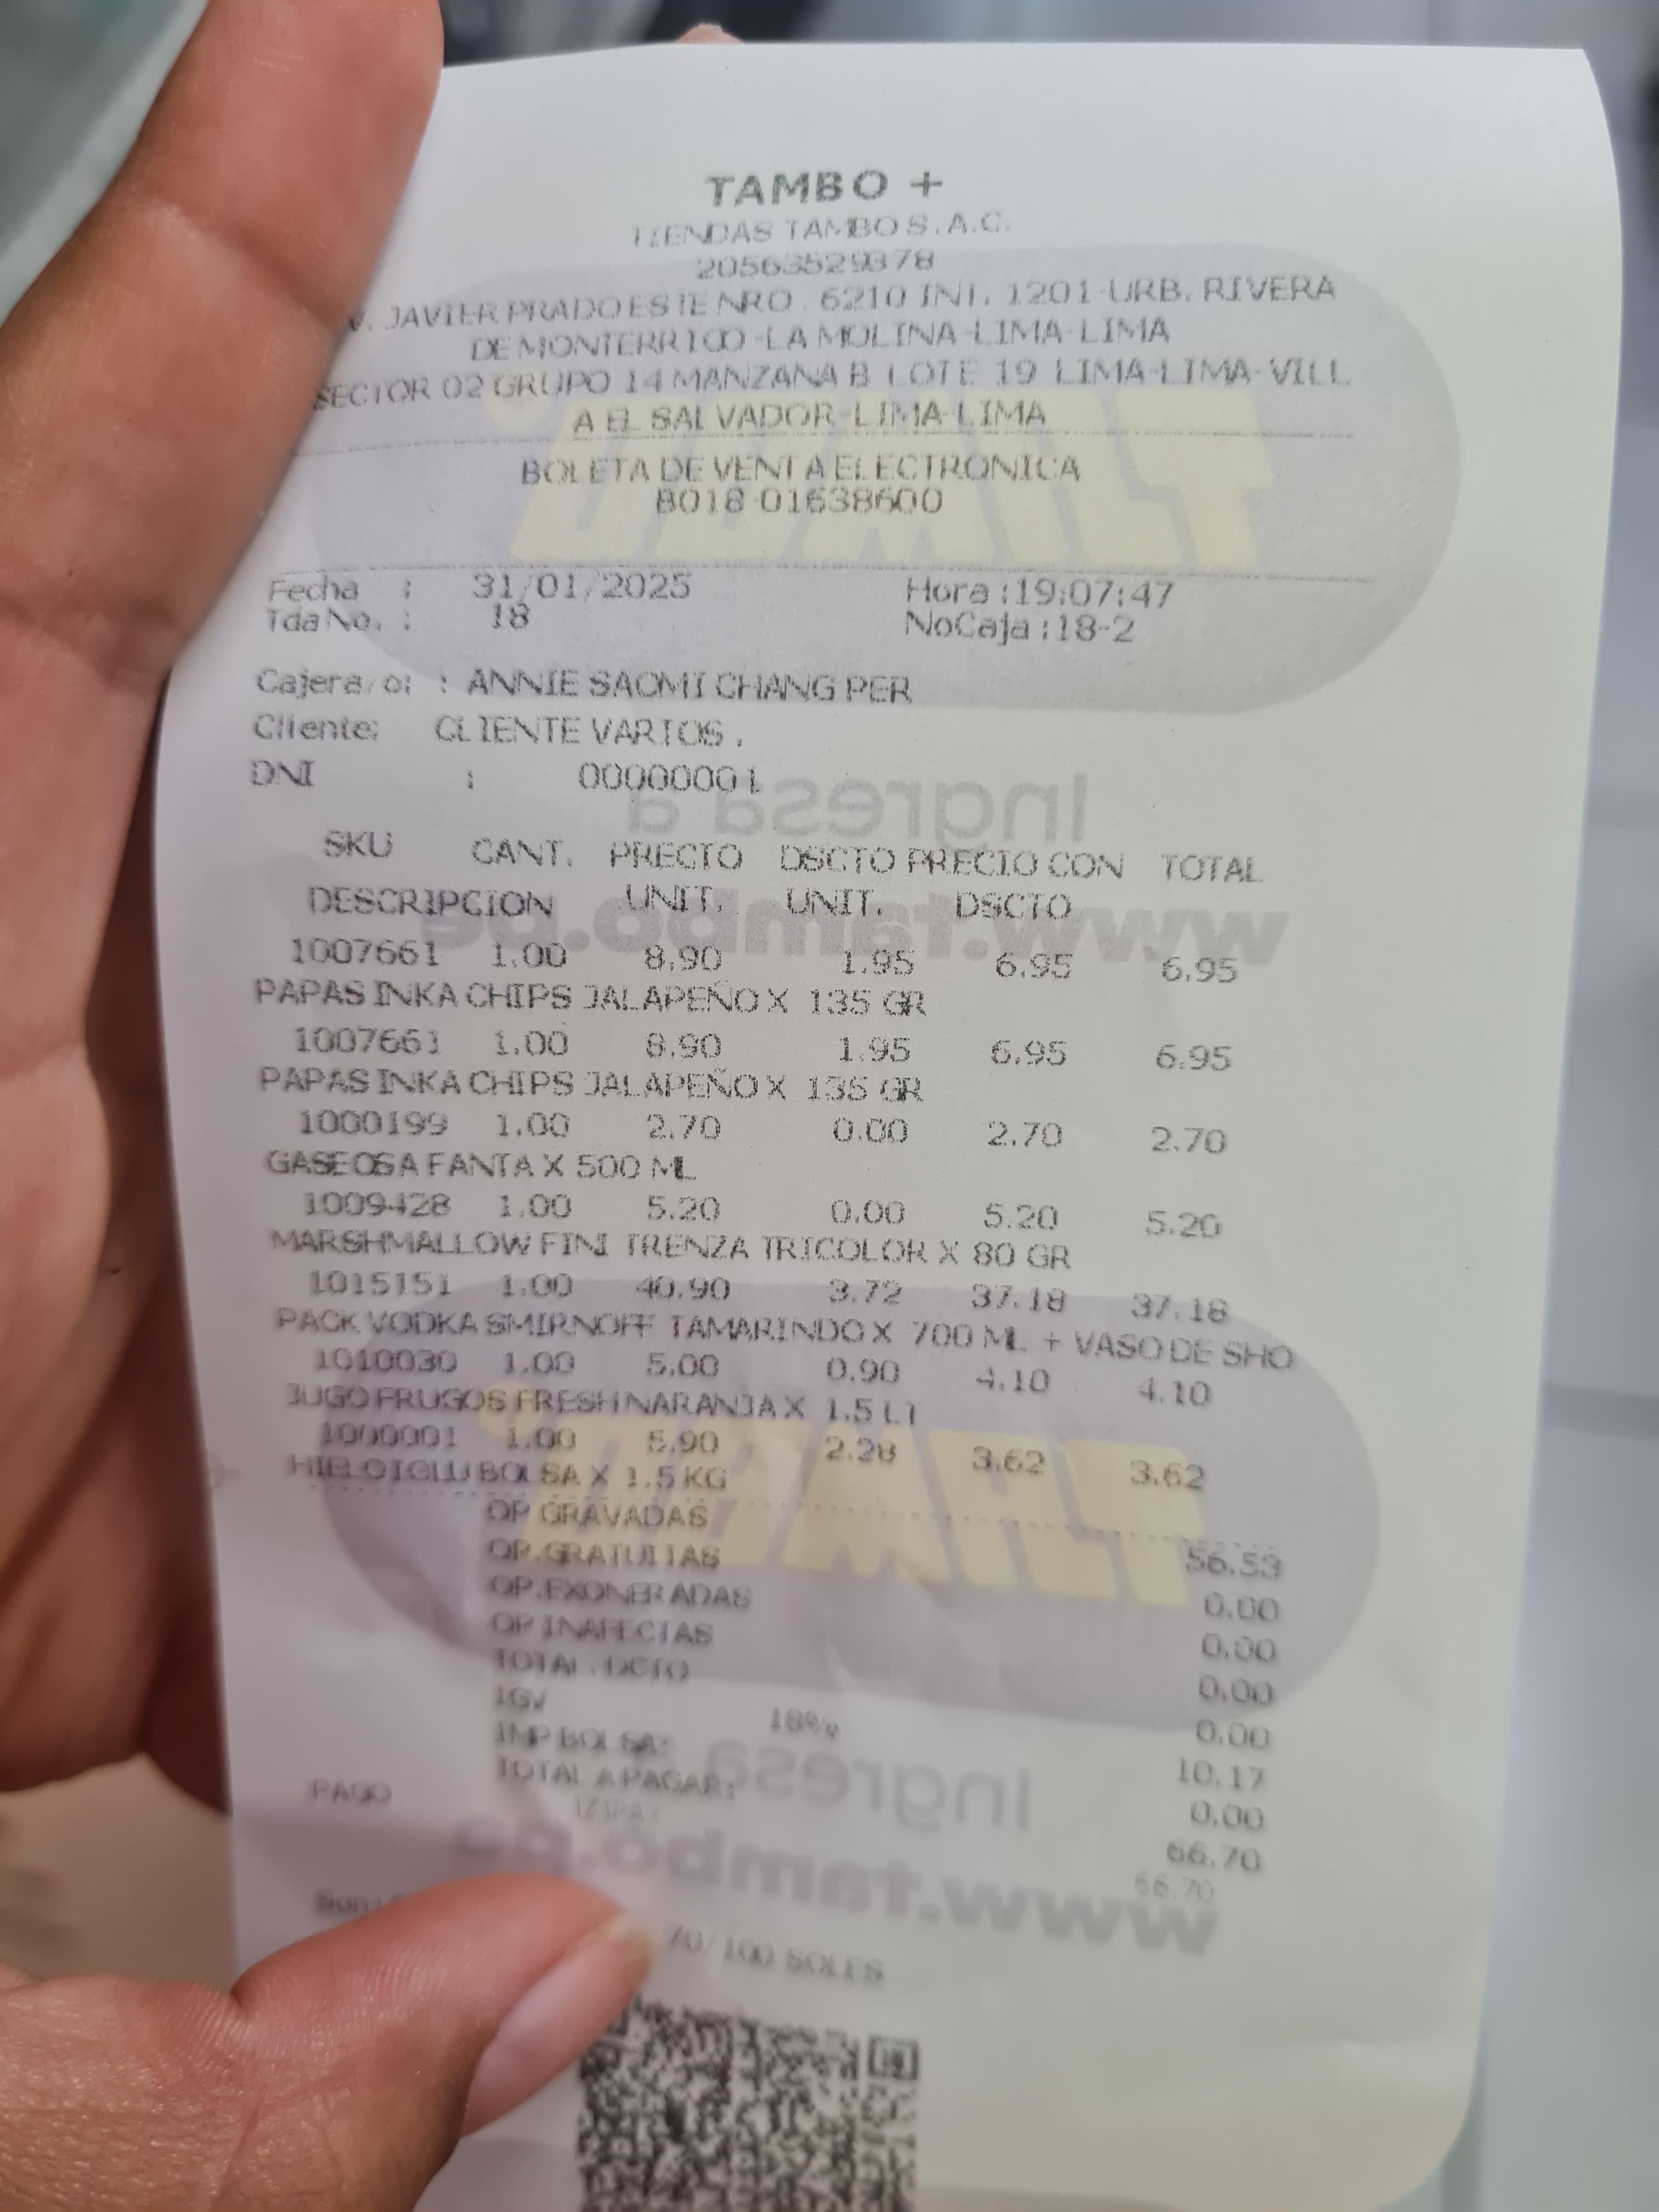 TAMBO +
TIENDAS TAMBO S.A.C.
20563529378
V. JAVIER PRADO ESTE NRO. 6210 INT. 1201-URB. RIVERA
DE MONTERRICO-LA MOLINA-LIMA-LIMA
SECTOR 02 GRUPO 14 MANZANA B LOTE 19 LIMA-LIMA-VILL
A EL SALVADOR-LIMA-LIMA
BOLETA DE VENTA ELECTRONICA
B018-01638600
Fecha : 31/01/2025 Hora :19:07:47
Tda No. : 18 No Caja :18-2
Cajera/o: : ANNIE SAOMI CHANG PER
Cliente: CLIENTE VARIOS .
DNI : 00000001
SKU CANT. PRECIO DSCTO PRECIO CON TOTAL
DESCRIPCION UNIT. UNIT. DSCTO
1007661 1.00 8.90 1.95 6.95 6.95
PAPAS INKA CHIPS JALAPEÑO X 135 GR
1007661 1.00 8.90 1.95 6.95 6.95
PAPAS INKA CHIPS JALAPEÑO X 135 GR
1000199 1.00 2.70 0.00 2.70 2.70
GASEOSA FANTA X 500 ML
1009428 1.00 5.20 0.00 5.20 5.20
MARSHMALLOW FINI TRENZA TRICOLOR X 80 GR
1015151 1.00 40.90 3.72 37.18 37.18
PACK VODKA SMIRNOFF TAMARINDO X 700 ML + VASO DE SHO
1010030 1.00 5.00 0.90 4.10 4.10
JUGO FRUGOS FRESH NARANJA X 1.5 LT
1000001 1.00 5.90 2.28 3.62 3.62
HIELO IGLU BOLSA X 1.5 KG
OP GRAVADAS 56.53
OP.GRATUITAS 0.00
OP.EXONERADAS 0.00
OP INAFECTAS 0.00
TOTAL .DCTO 0.00
IGV 18% 10.17
IMP BOLSA: 0.00
TOTAL A PAGAR: 66.70
PAGO IZIPAY 66.70
70/100 SOLES
TAMBO
Ingresa a
www.tambo.pe
TAMBO
Ingresa
www.tambo.pe